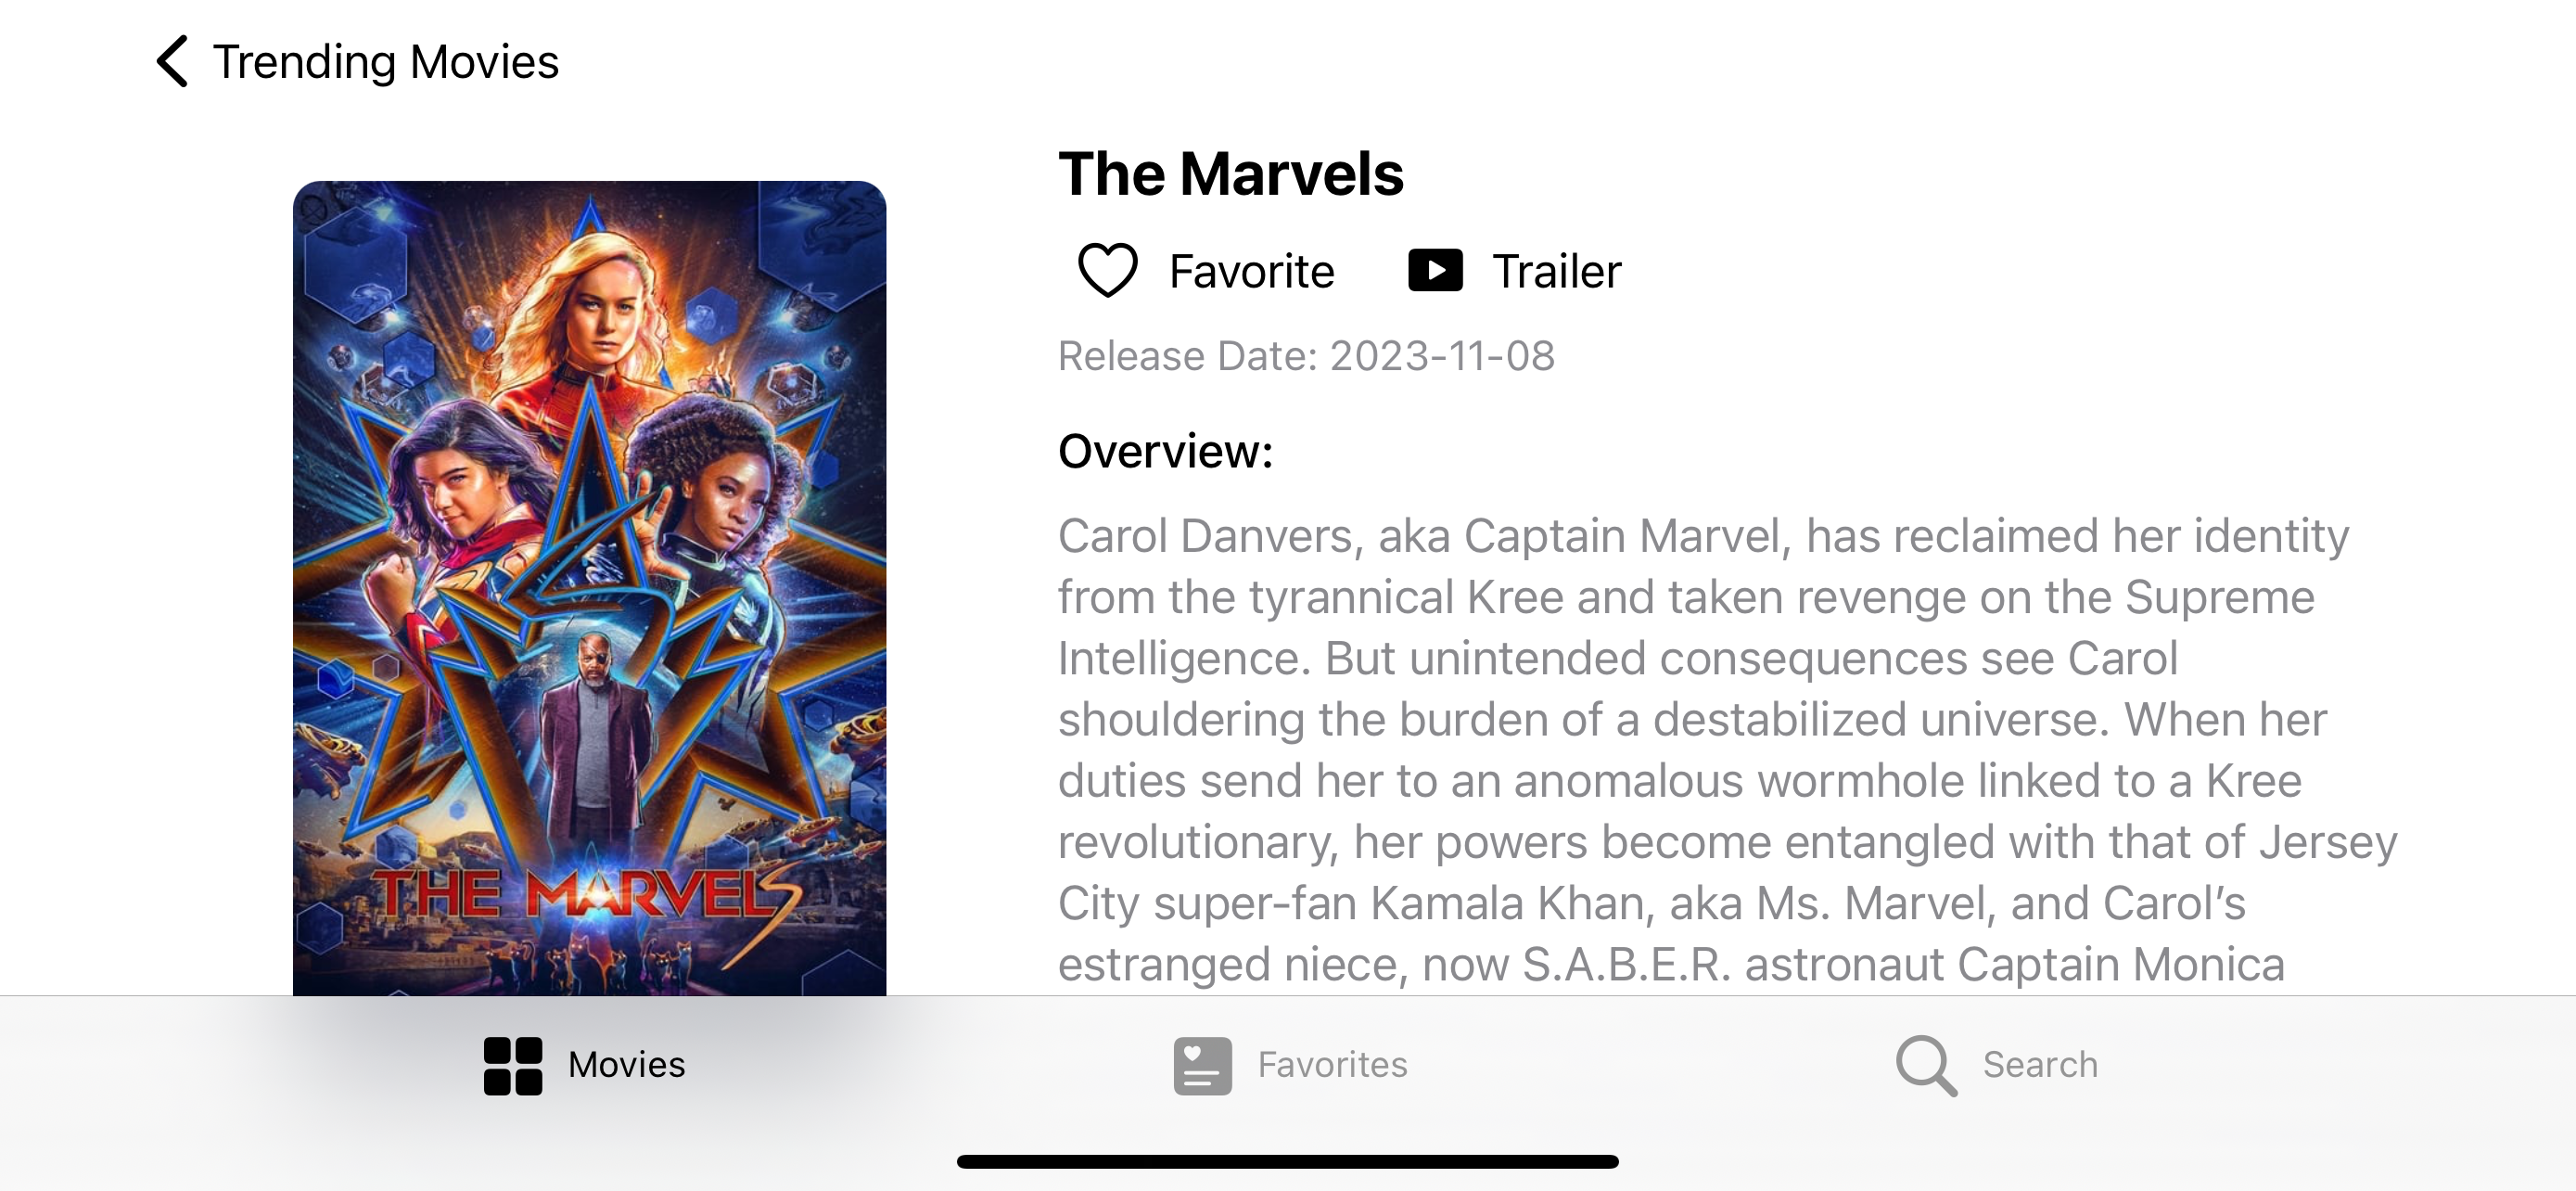 Trending Movies
The Marvels
Favorite
Trailer
Release Date: 2023-11-08
Overview:
Carol Danvers, aka Captain Marvel, has reclaimed her identity
from the tyrannical Kree and taken revenge on the Supreme
Intelligence. But unintended consequences see Carol
shouldering the burden of a destabilized universe. When her
duties send her to an anomalous wormhole linked to a Kree
revolutionary, her powers become entangled with that of Jersey
City super-fan Kamala Khan, aka Ms. Marvel, and Carol’s
estranged niece, now S.A.B.E.R. astronaut Captain Monica
THE MARVELS
Movies
Favorites
Search